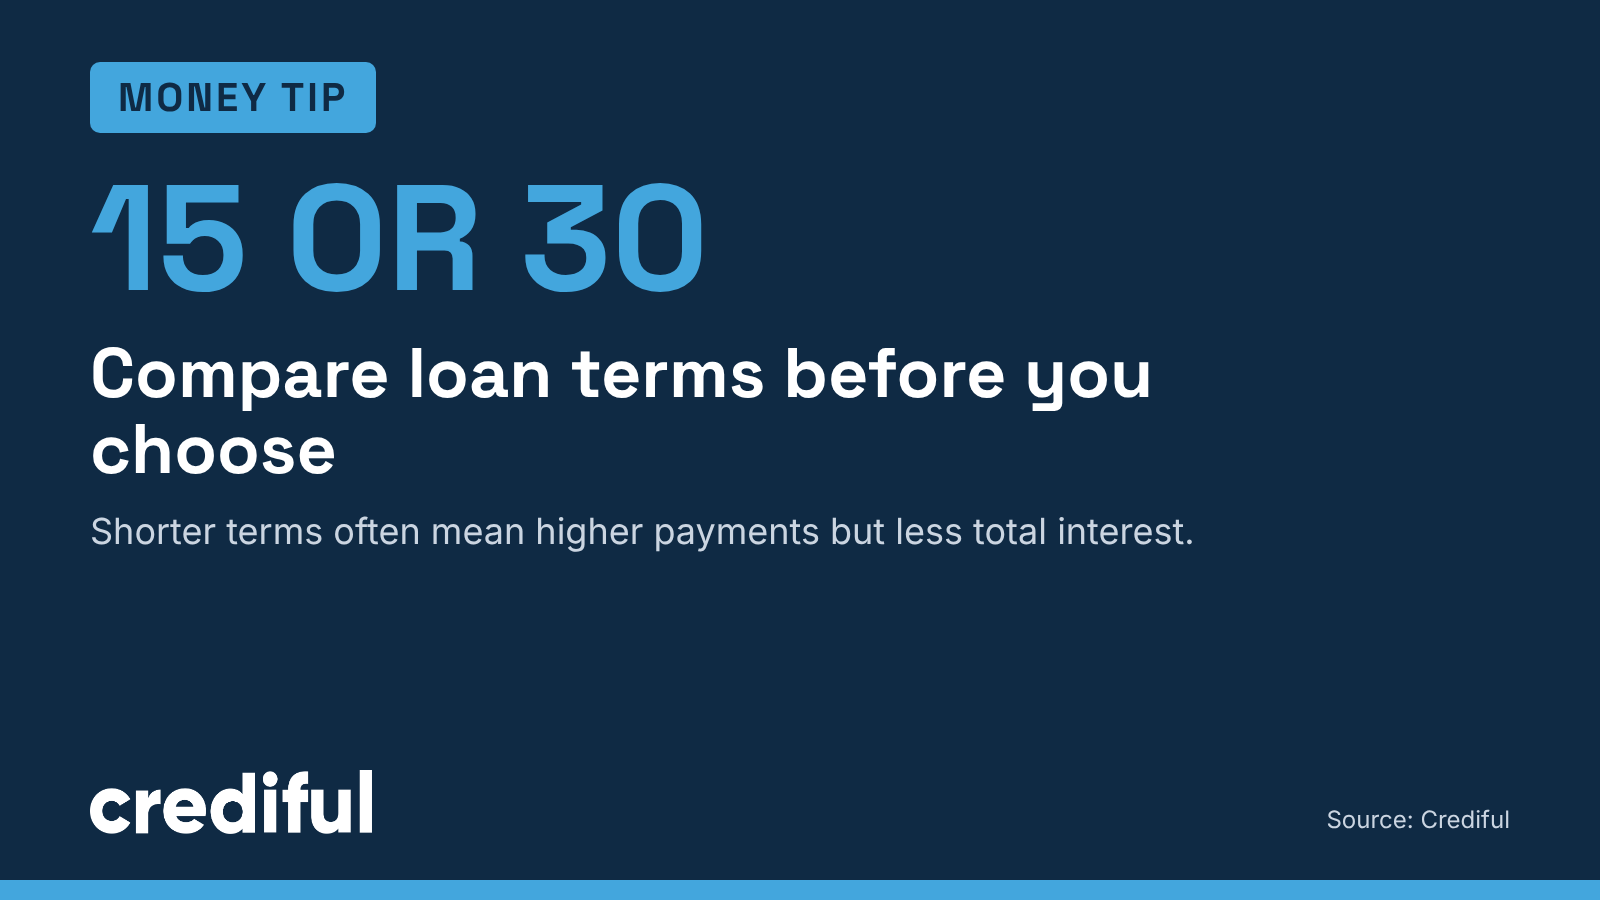 MONEY TIP
15 OR 30
Compare loan terms before you
choose
Shorter terms often mean higher payments but less total interest.
crediful
Source: Crediful